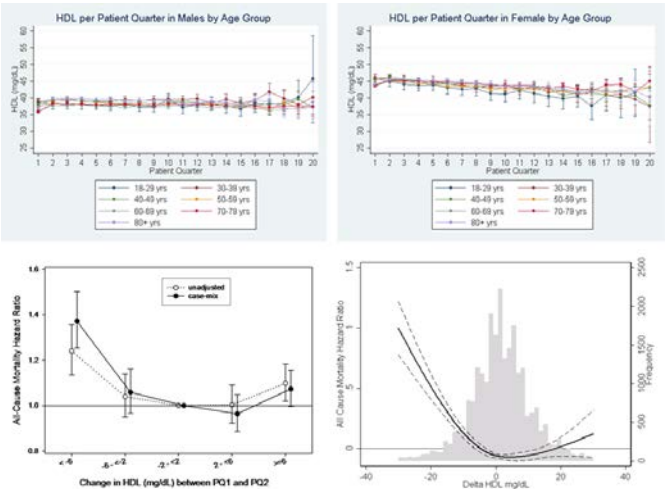 HDL per Patient Quarter in Males by Age Group
HDL (mg/dL)
60
55
50
45
40
35
30
25
1 2 3 4 5 6 7 8 9 10 11 12 13 14 15 16 17 18 19 20
Patient Quarter
18-29 yrs 30-39 yrs
40-49 yrs 50-59 yrs
60-69 yrs 70-79 yrs
80+ yrs
HDL per Patient Quarter in Female by Age Group
HDL (mg/dL)
60
55
50
45
40
35
30
25
1 2 3 4 5 6 7 8 9 10 11 12 13 14 15 16 17 18 19 20
Patient Quarter
18-29 yrs 30-39 yrs
40-49 yrs 50-59 yrs
60-69 yrs 70-79 yrs
80+ yrs
All-Cause Mortality Hazard Ratio
1.6
1.4
1.2
1.0
0.8
unadjusted
case-mix
Change in HDL (mg/dL) between PQ1 and PQ2
All Cause Mortality Hazard Ratio
1.5
1
.5
0
Frequency
2500
2000
1500
1000
500
0
-40 -20 0 20 40
Delta HDL mg/dL